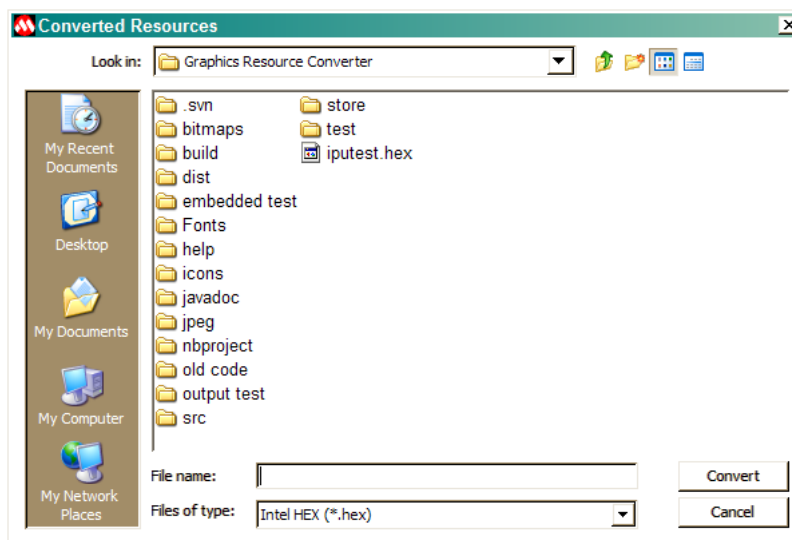 Converted Resources
Look in: Graphics Resource Converter
My Recent
Documents
Desktop
My Documents
My Computer
My Network
Places
.svn
bitmaps
build
dist
embedded test
Fonts
help
icons
javadoc
jpeg
nbproject
old code
output test
src
store
test
iputest.hex
File name:
Convert
Files of type: Intel HEX (*.hex)
Cancel